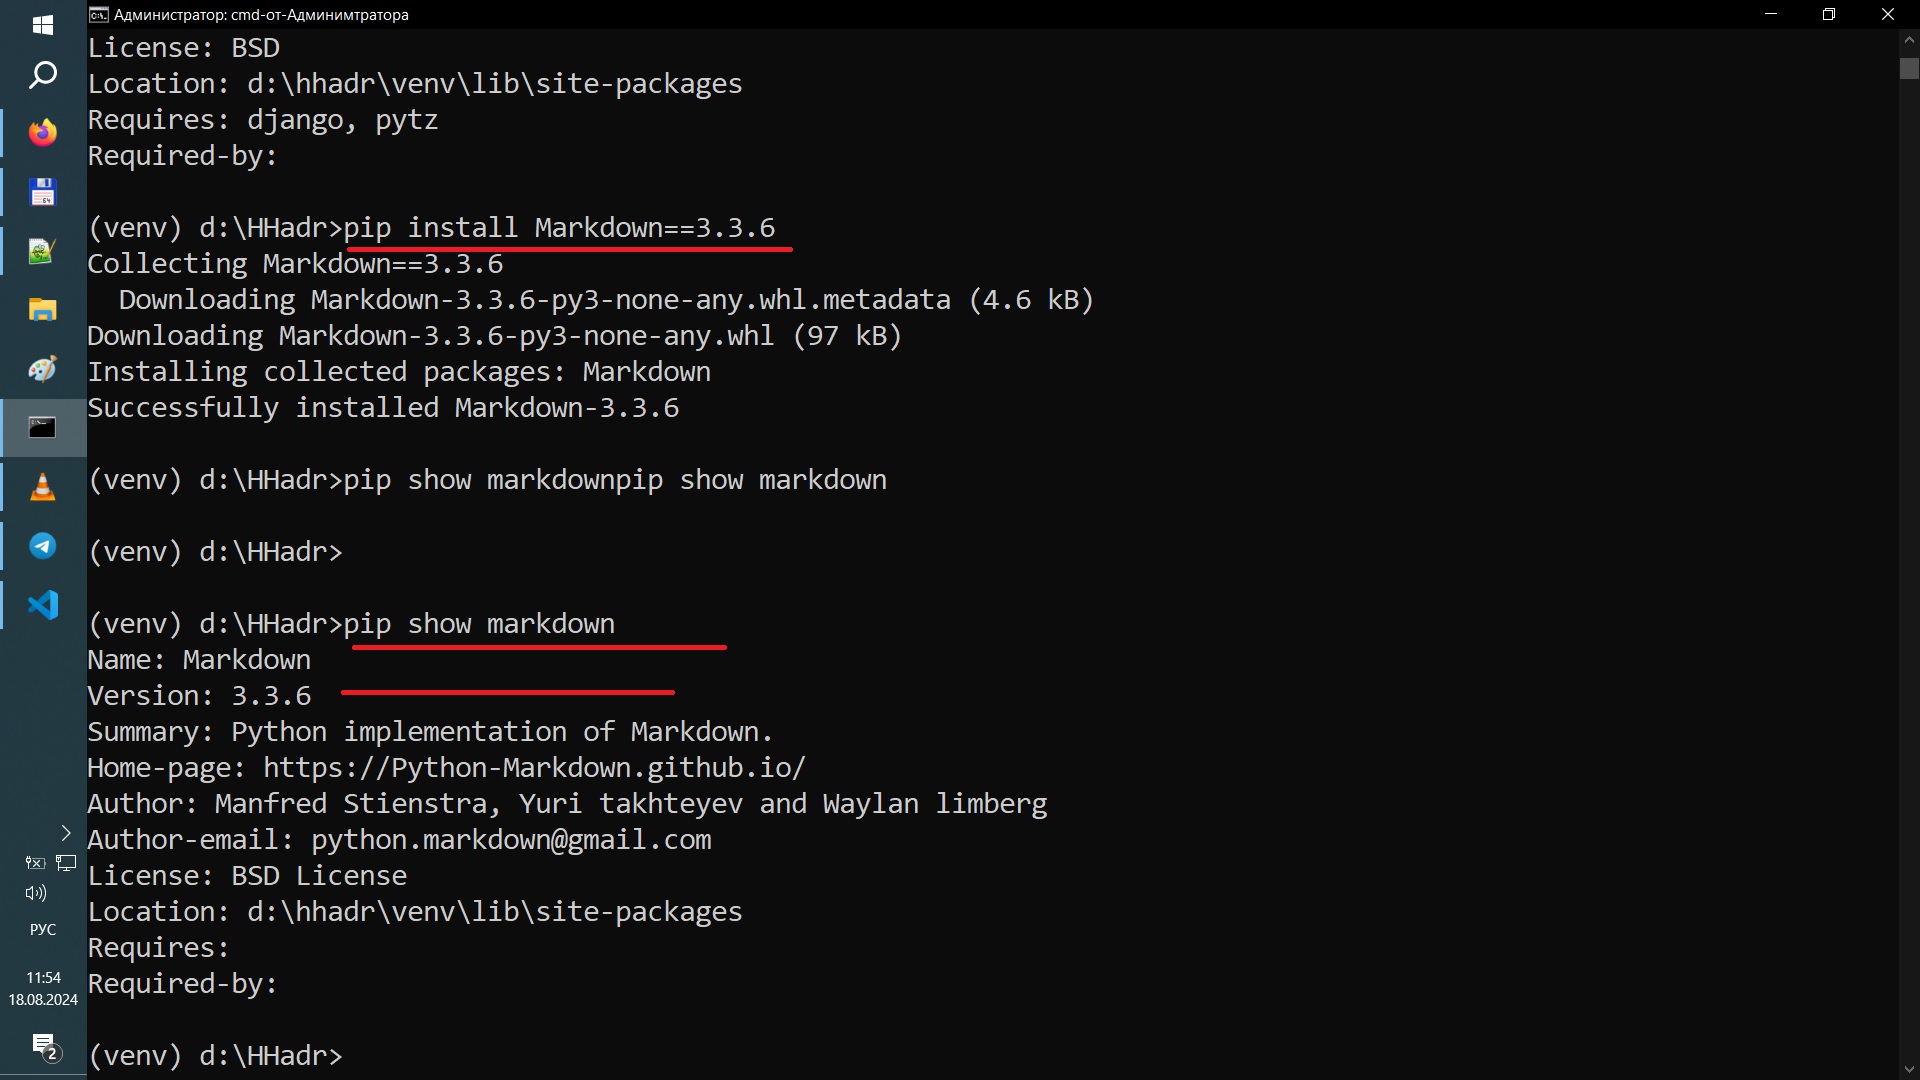 Администратор: cmd-от-Админимтратора
License: BSD
Location: d:\hhadr\venv\lib\site-packages
Requires: django, pytz
Required-by:
(venv) d:\HHadr>pip install Markdown==3.3.6
Collecting Markdown==3.3.6
  Downloading Markdown-3.3.6-py3-none-any.whl.metadata (4.6 kB)
Downloading Markdown-3.3.6-py3-none-any.whl (97 kB)
Installing collected packages: Markdown
Successfully installed Markdown-3.3.6
(venv) d:\HHadr>pip show markdownpip show markdown
(venv) d:\HHadr>
(venv) d:\HHadr>pip show markdown
Name: Markdown
Version: 3.3.6
Summary: Python implementation of Markdown.
Home-page: https://Python-Markdown.github.io/
Author: Manfred Stienstra, Yuri takhteyev and Waylan limberg
Author-email: python.markdown@gmail.com
License: BSD License
Location: d:\hhadr\venv\lib\site-packages
Requires:
Required-by:
(venv) d:\HHadr>
РУС
11:54
18.08.2024
2